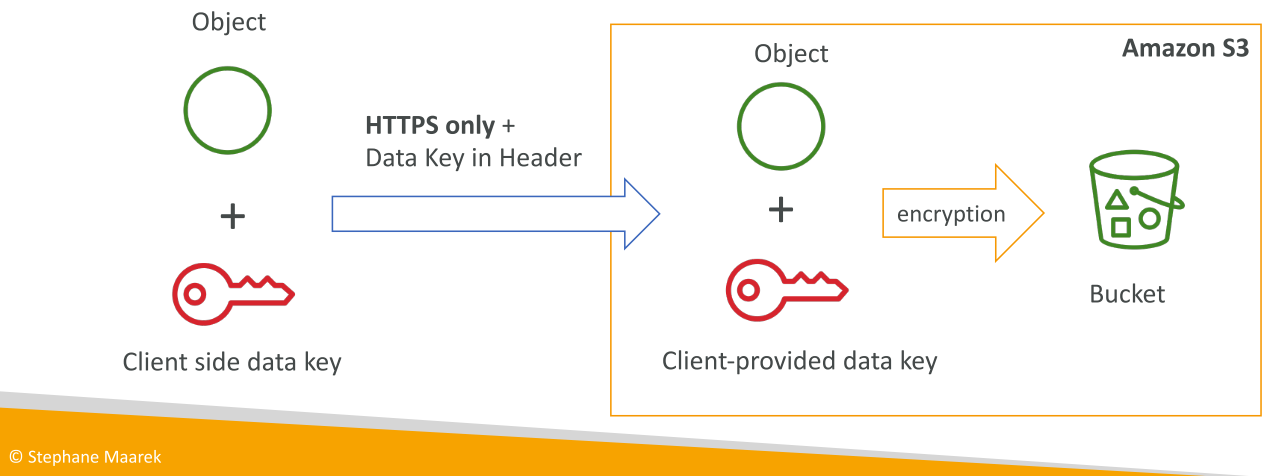 Object
HTTPS only +
Data Key in Header
Client side data key
Amazon S3
Object
encryption
Bucket
Client-provided data key
© Stephane Maarek